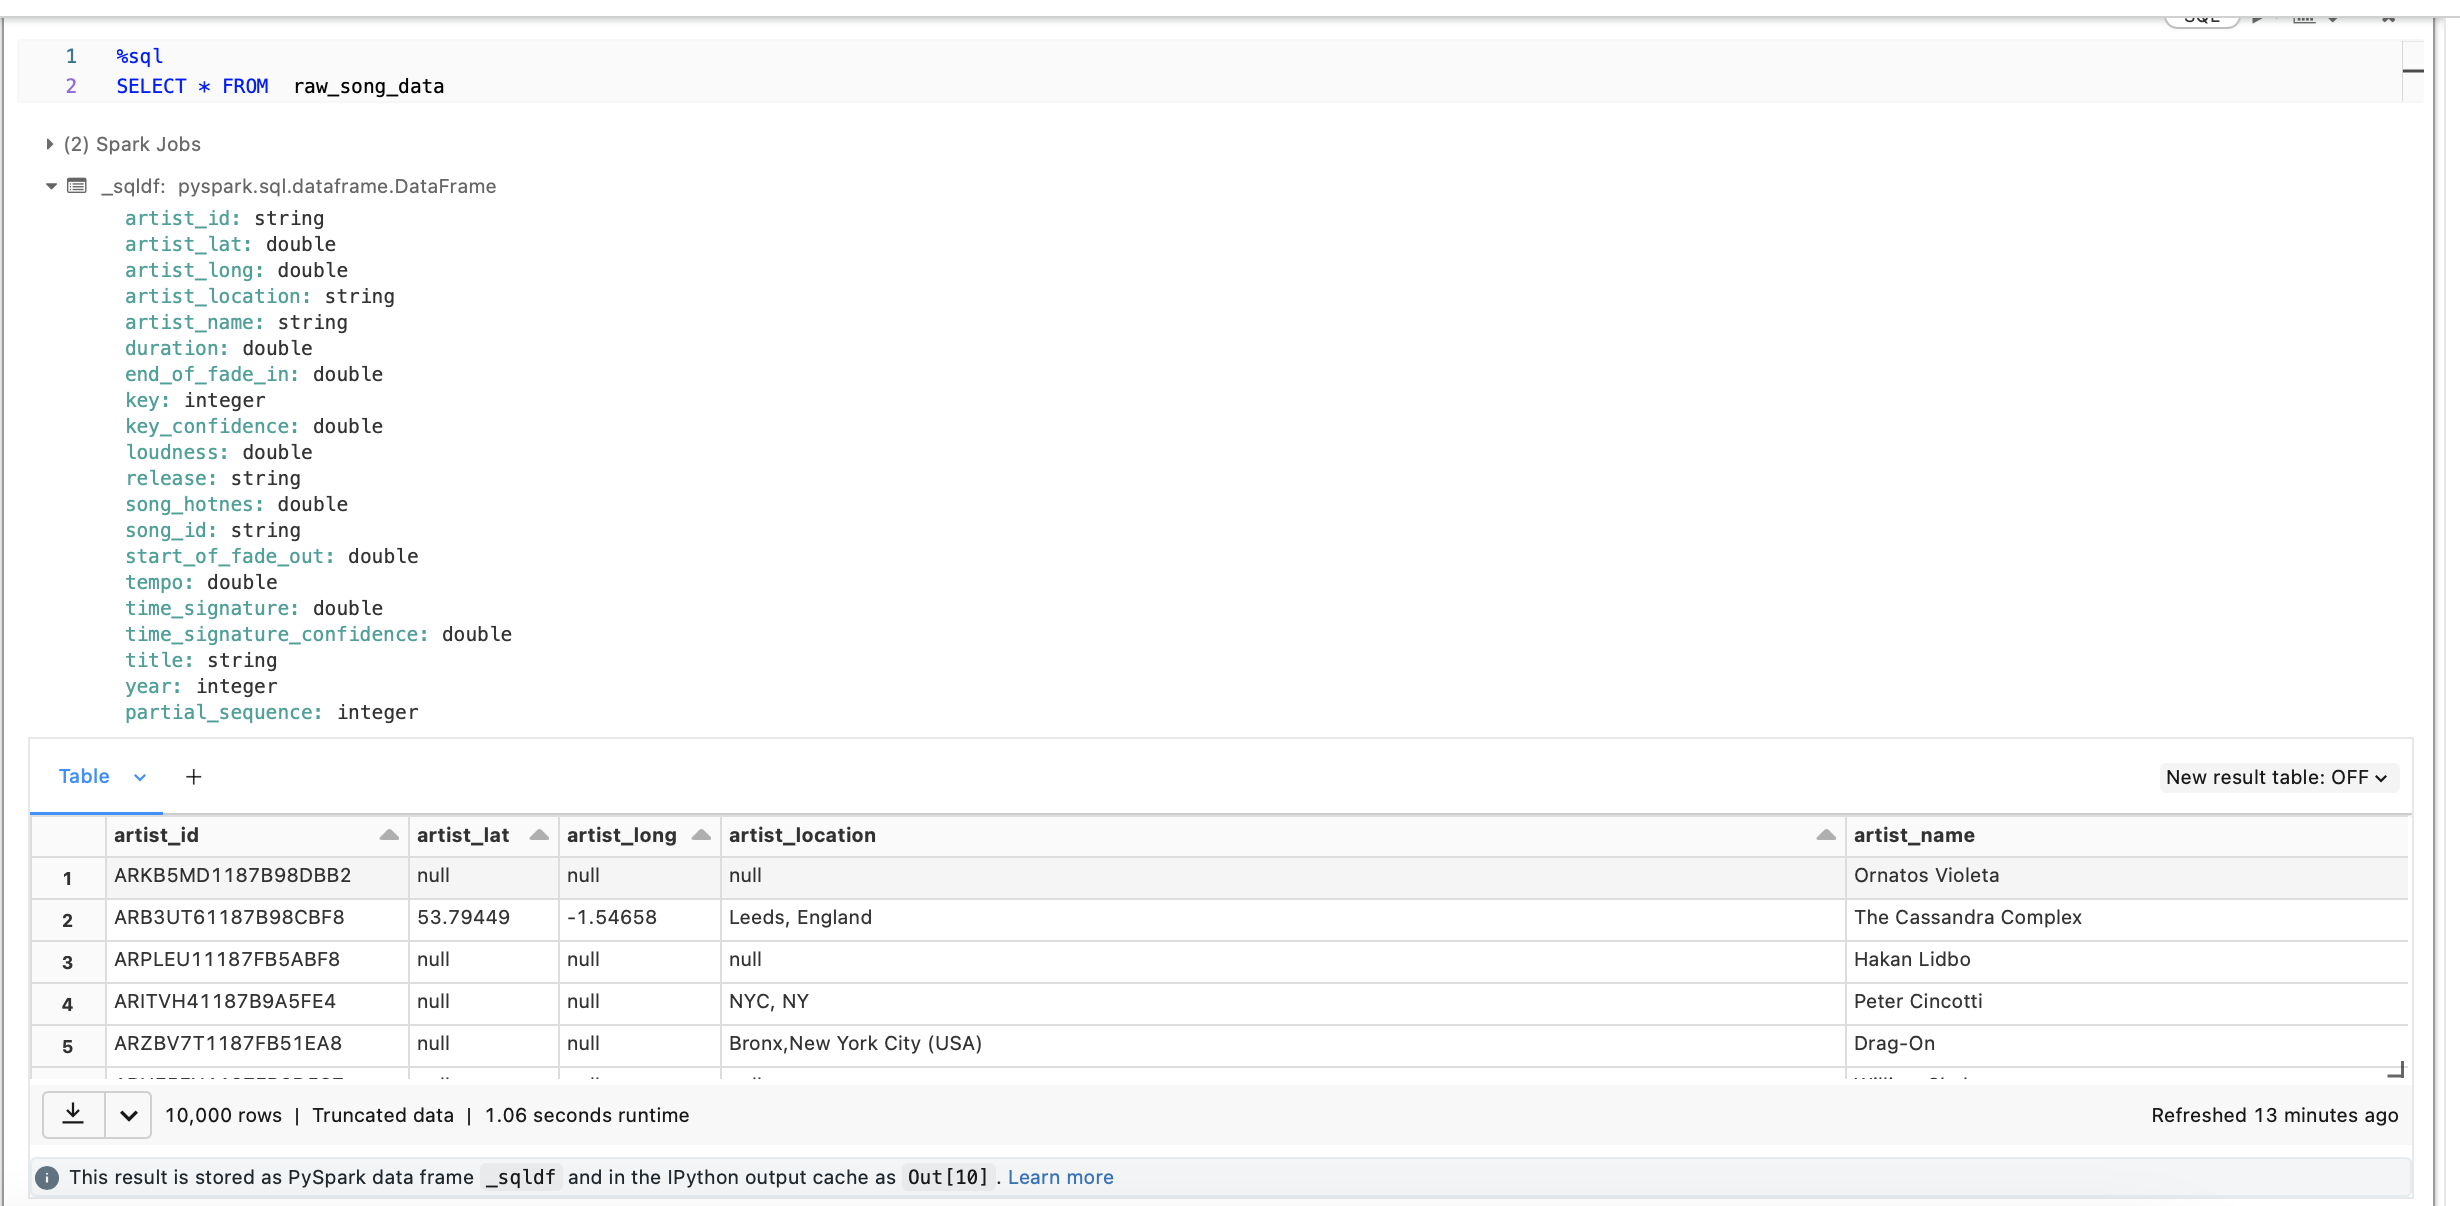 SQL
1 %sql
2 SELECT * FROM raw_song_data
(2) Spark Jobs
_sqldf: pyspark.sql.dataframe.DataFrame
artist_id: string
artist_lat: double
artist_long: double
artist_location: string
artist_name: string
duration: double
end_of_fade_in: double
key: integer
key_confidence: double
loudness: double
release: string
song_hotnes: double
song_id: string
start_of_fade_out: double
tempo: double
time_signature: double
time_signature_confidence: double
title: string
year: integer
partial_sequence: integer
Table + New result table: OFF
artist_id artist_lat artist_long artist_location artist_name
1 ARKB5MD1187B98DBB2 null null null Ornatos Violeta
2 ARB3UT61187B98CBF8 53.79449 -1.54658 Leeds, England The Cassandra Complex
3 ARPLEU11187FB5ABF8 null null null Hakan Lidbo
4 ARITVH41187B9A5FE4 null null NYC, NY Peter Cincotti
5 ARZBV7T1187FB51EA8 null null Bronx,New York City (USA) Drag-On
10,000 rows | Truncated data | 1.06 seconds runtime Refreshed 13 minutes ago
This result is stored as PySpark data frame _sqldf and in the IPython output cache as Out[10] . Learn more